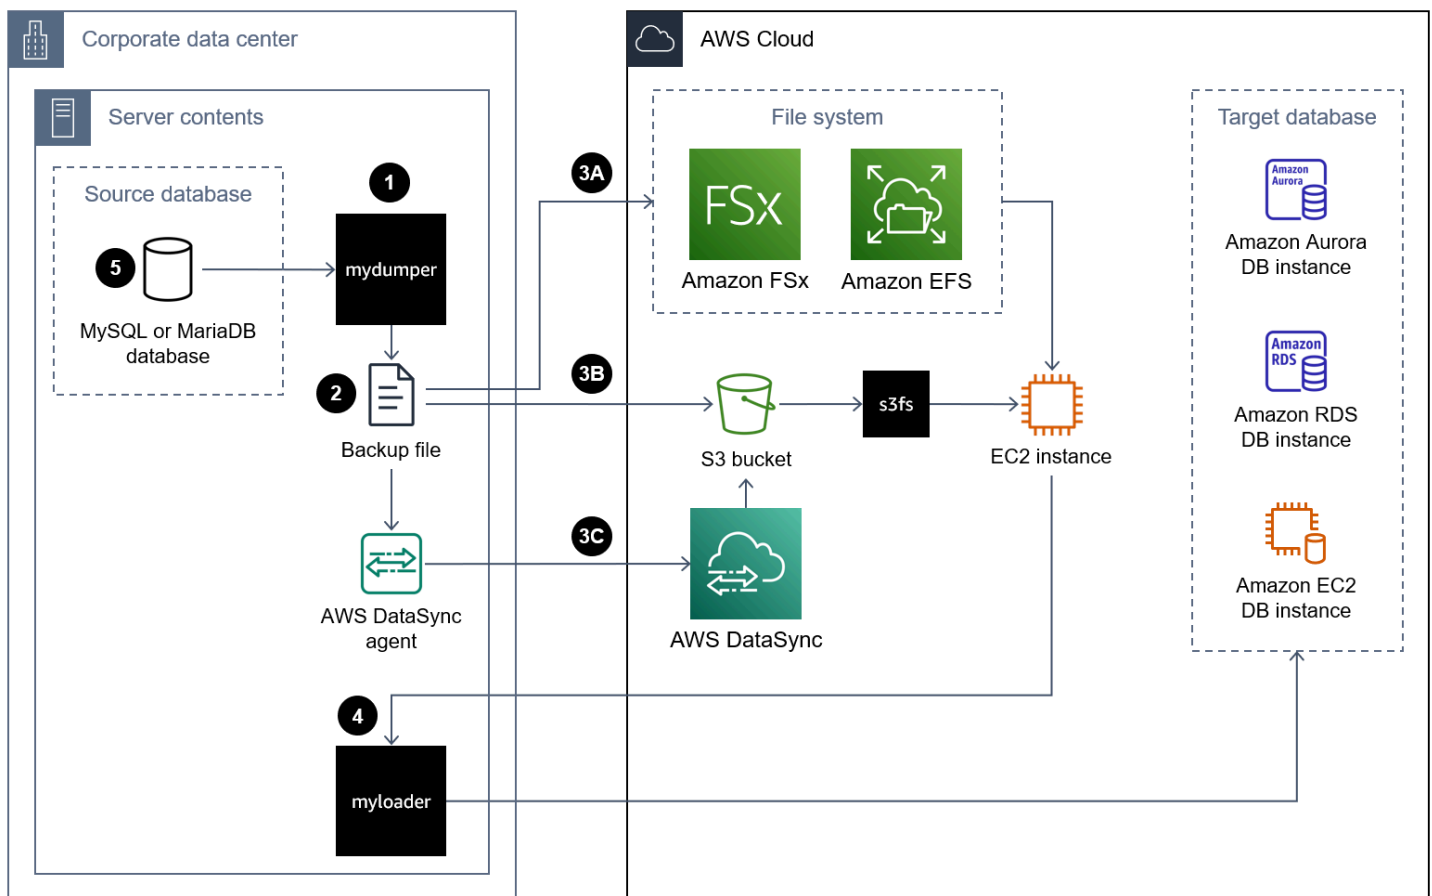 Corporate data center
Server contents
Source database
5
MySQL or MariaDB
database
1
mydumper
2
Backup file
AWS DataSync
agent
4
myloader
3A
3B
3C
AWS Cloud
File system
FSx
Amazon FSx
Amazon EFS
S3 bucket
s3fs
EC2 instance
AWS DataSync
Target database
Amazon
Aurora
Amazon Aurora
DB instance
Amazon
RDS
Amazon RDS
DB instance
Amazon EC2
DB instance